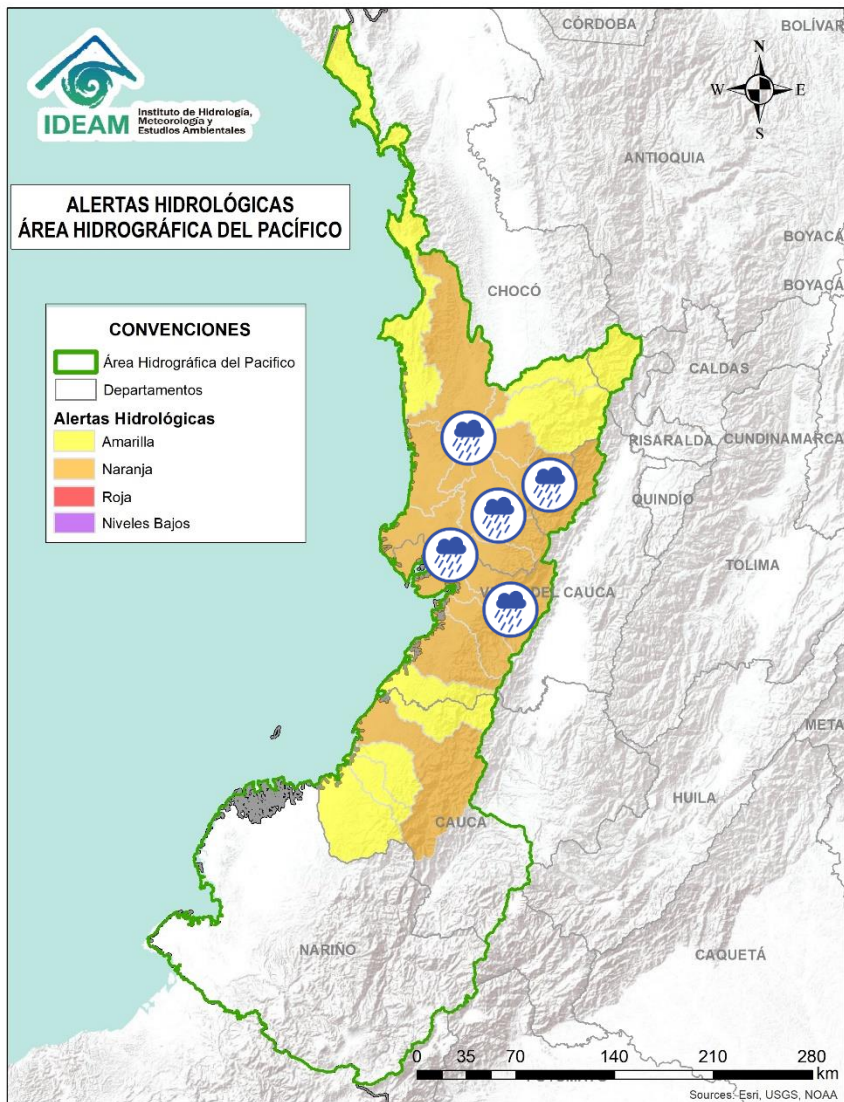 IDEAM
Instituto de Hidrología,
Meteorología y
Estudios Ambientales
ALERTAS HIDROLÓGICAS
ÁREA HIDROGRÁFICA DEL PACÍFICO
CONVENCIONES
Área Hidrográfica del Pacifico
Departamentos
Alertas Hidrológicas
Amarilla
Naranja
Roja
Niveles Bajos
N
W
E
S
CÓRDOBA
BOLÍVAR
ANTIOQUIA
BOYACÁ
CHOCÓ
BOYACÁ
CALDAS
RISARALDA
CUNDINAMARCA
QUINDÍO
TOLIMA
DEL CAUCA
META
HUILA
CAUCA
NARIÑO
CAQUETÁ
0 35 70 140 210 280
km
Sources: Esri, USGS, NOAA